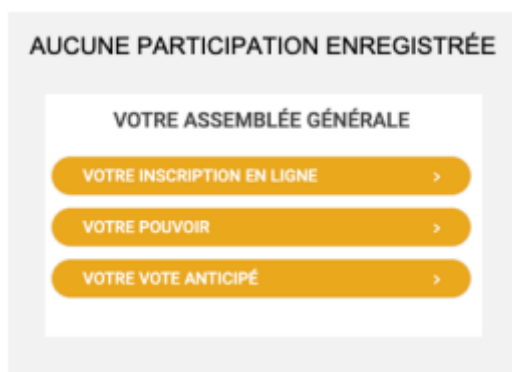 AUCUNE PARTICIPATION ENREGISTRÉE
VOTRE ASSEMBLÉE GÉNÉRALE
VOTRE INSCRIPTION EN LIGNE >
VOTRE POUVOIR >
VOTRE VOTE ANTICIPÉ >